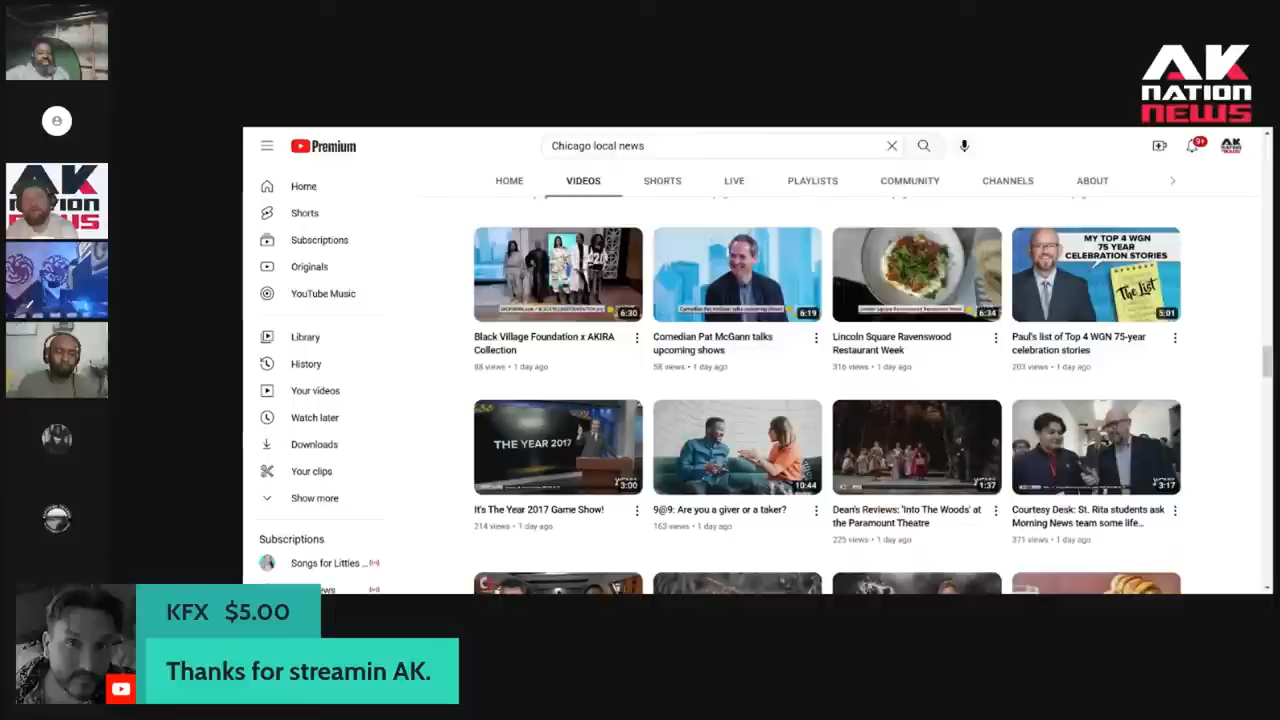 AK
NATION
NEWS
Premium
Chicago local news
9+
AK
HOME
VIDEOS
SHORTS
LIVE
PLAYLISTS
COMMUNITY
CHANNELS
ABOUT
Home
Shorts
Subscriptions
Originals
YouTube Music
Library
History
Your videos
Watch later
Downloads
Your clips
Show more
Subscriptions
Songs for Littles ...
6:30
Black Village Foundation x AKIRA
Collection
88 views • 1 day ago
6:19
Comedian Pat McGann talks
upcoming shows
58 views • 1 day ago
6:34
Lincoln Square Ravenswood
Restaurant Week
316 views • 1 day ago
MY TOP 4 WGN
75 YEAR
CELEBRATION STORIES
The List
5:01
Paul's list of Top 4 WGN 75-year
celebration stories
203 views • 1 day ago
THE YEAR 2017
3:00
It's The Year 2017 Game Show!
214 views • 1 day ago
10:44
9@9: Are you a giver or a taker?
163 views • 1 day ago
1:37
Dean's Reviews: 'Into The Woods' at
the Paramount Theatre
225 views • 1 day ago
3:17
Courtesy Desk: St. Rita students ask
Morning News team some life...
371 views • 1 day ago
KFX $5.00
Thanks for streamin AK.